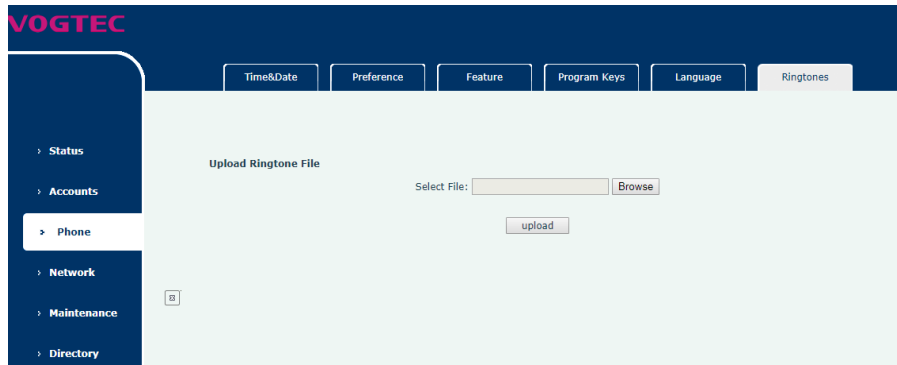 VOGTEC
Time&Date Preference Feature Program Keys Language Ringtones
› Status
Upload Ringtone File
Select File: Browse
› Accounts
upload
› Phone
› Network
› Maintenance
› Directory